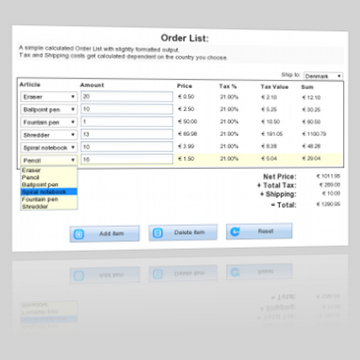 Order List:
A simple calculated Order List with slightly formatted output.
Tax and Shipping costs get calculated dependent on the country you choose
Ship to: Denmark
Article Amount Price Tax % Tax Value Sum
Eraser 20 € 0.50 21.00% € 2.10 € 12.10
Ballpoint pen 10 € 2.50 21.00% € 5.25 € 30.25
Fountain pen 1 € 50.00 21.00% € 10.50 € 60.50
Shredder 13 € 69.98 21.00% € 191.05 € 1100.79
Spiral notebook 10 € 3.99 21.00% € 8.38 € 48.28
Pencil 16 € 1.50 21.00% € 5.04 € 29.04
Eraser
Pencil
Ballpoint pen
Spiral notebook
Fountain pen
Shredder
Net Price: € 1011.95
+ Total Tax:
+ Shipping: € 10.00
= Total:
Add item Delete item Reset